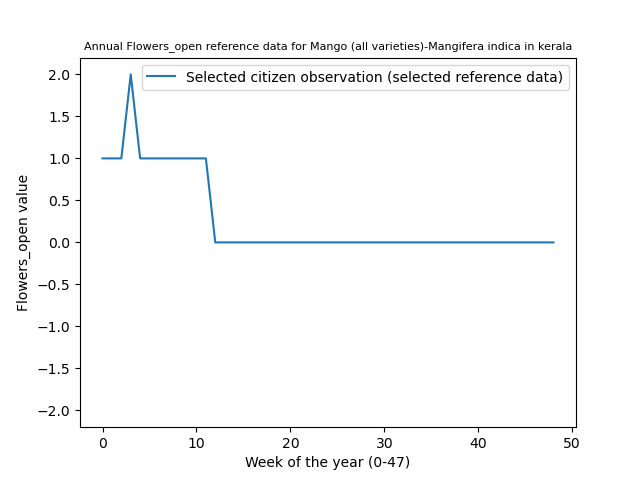 Annual Flowers_open reference data for Mango (all varieties)-Mangifera indica in kerala
Selected citizen observation (selected reference data)
2.0
1.5
1.0
0.5
0.0
−0.5
−1.0
−1.5
−2.0
Flowers_open value
0 10 20 30 40 50
Week of the year (0-47)